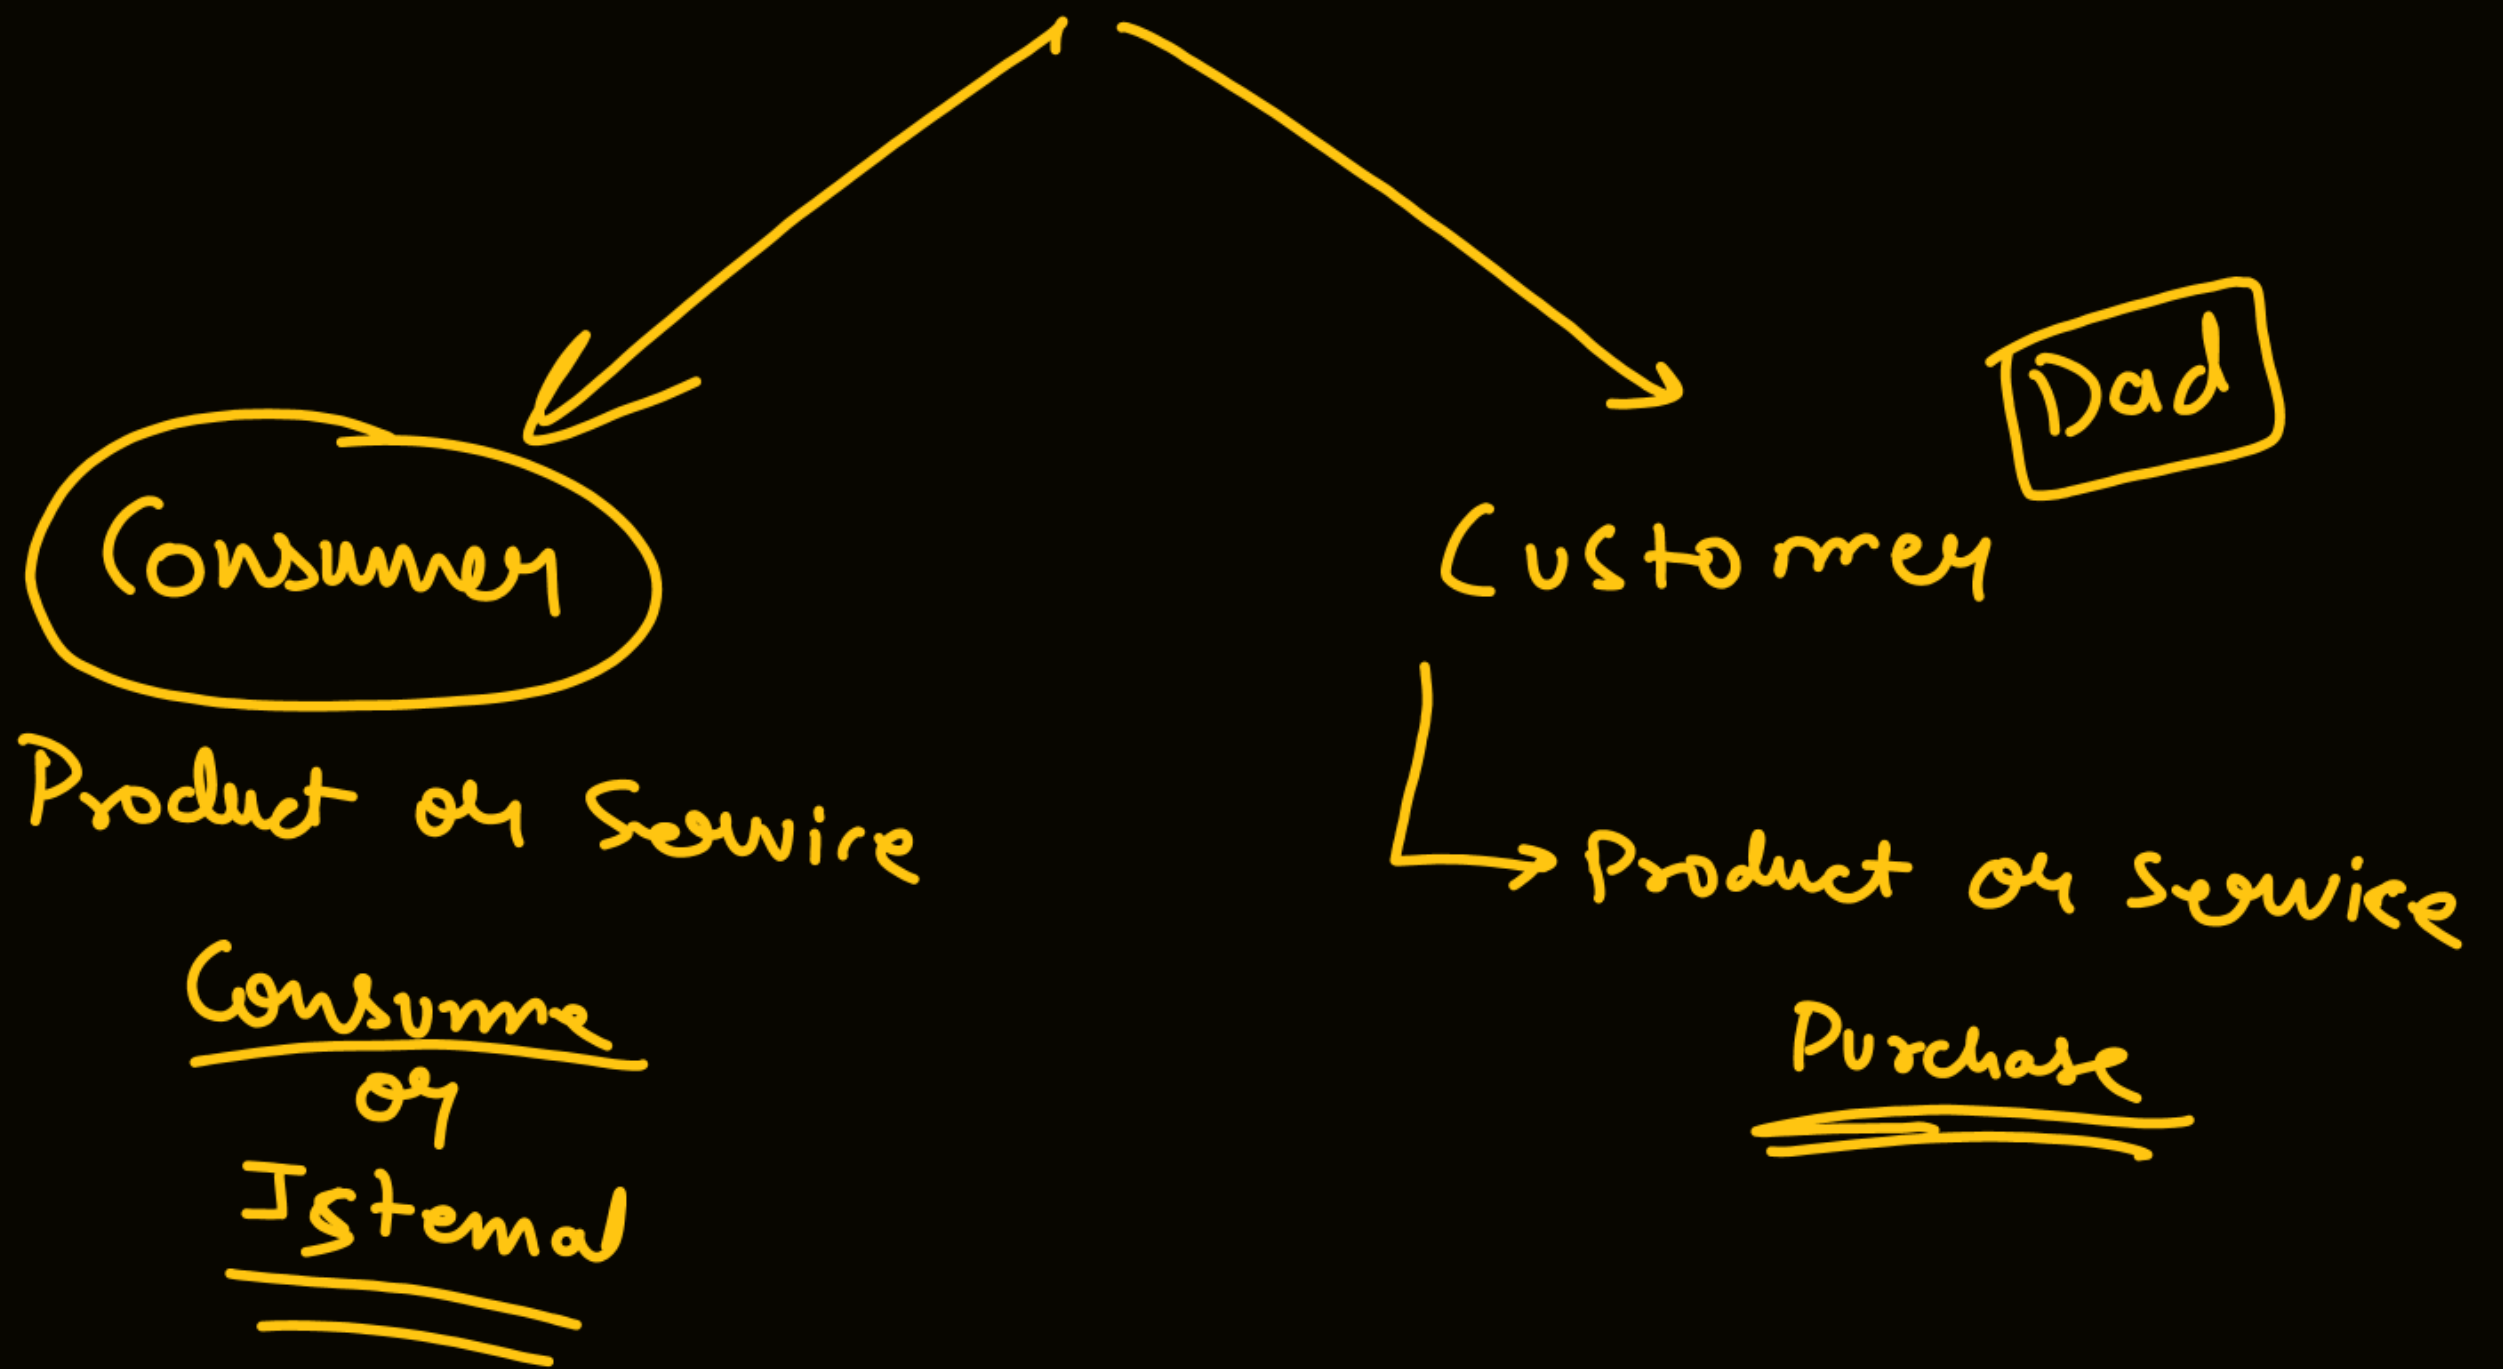 Dad
Consumer
Customer
Product or Service
Product or Service
Consume
Purchase
or
Istemal